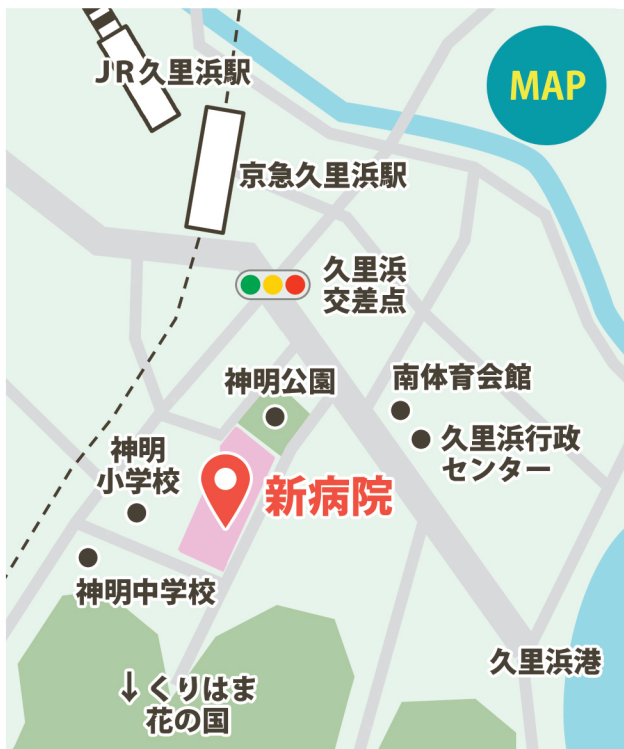 JR久里浜駅
MAP
京急久里浜駅
久里浜
交差点
神明公園
南体育会館
久里浜行政
センター
神明
小学校
新病院
神明中学校
久里浜港
↓くりはま
花の国